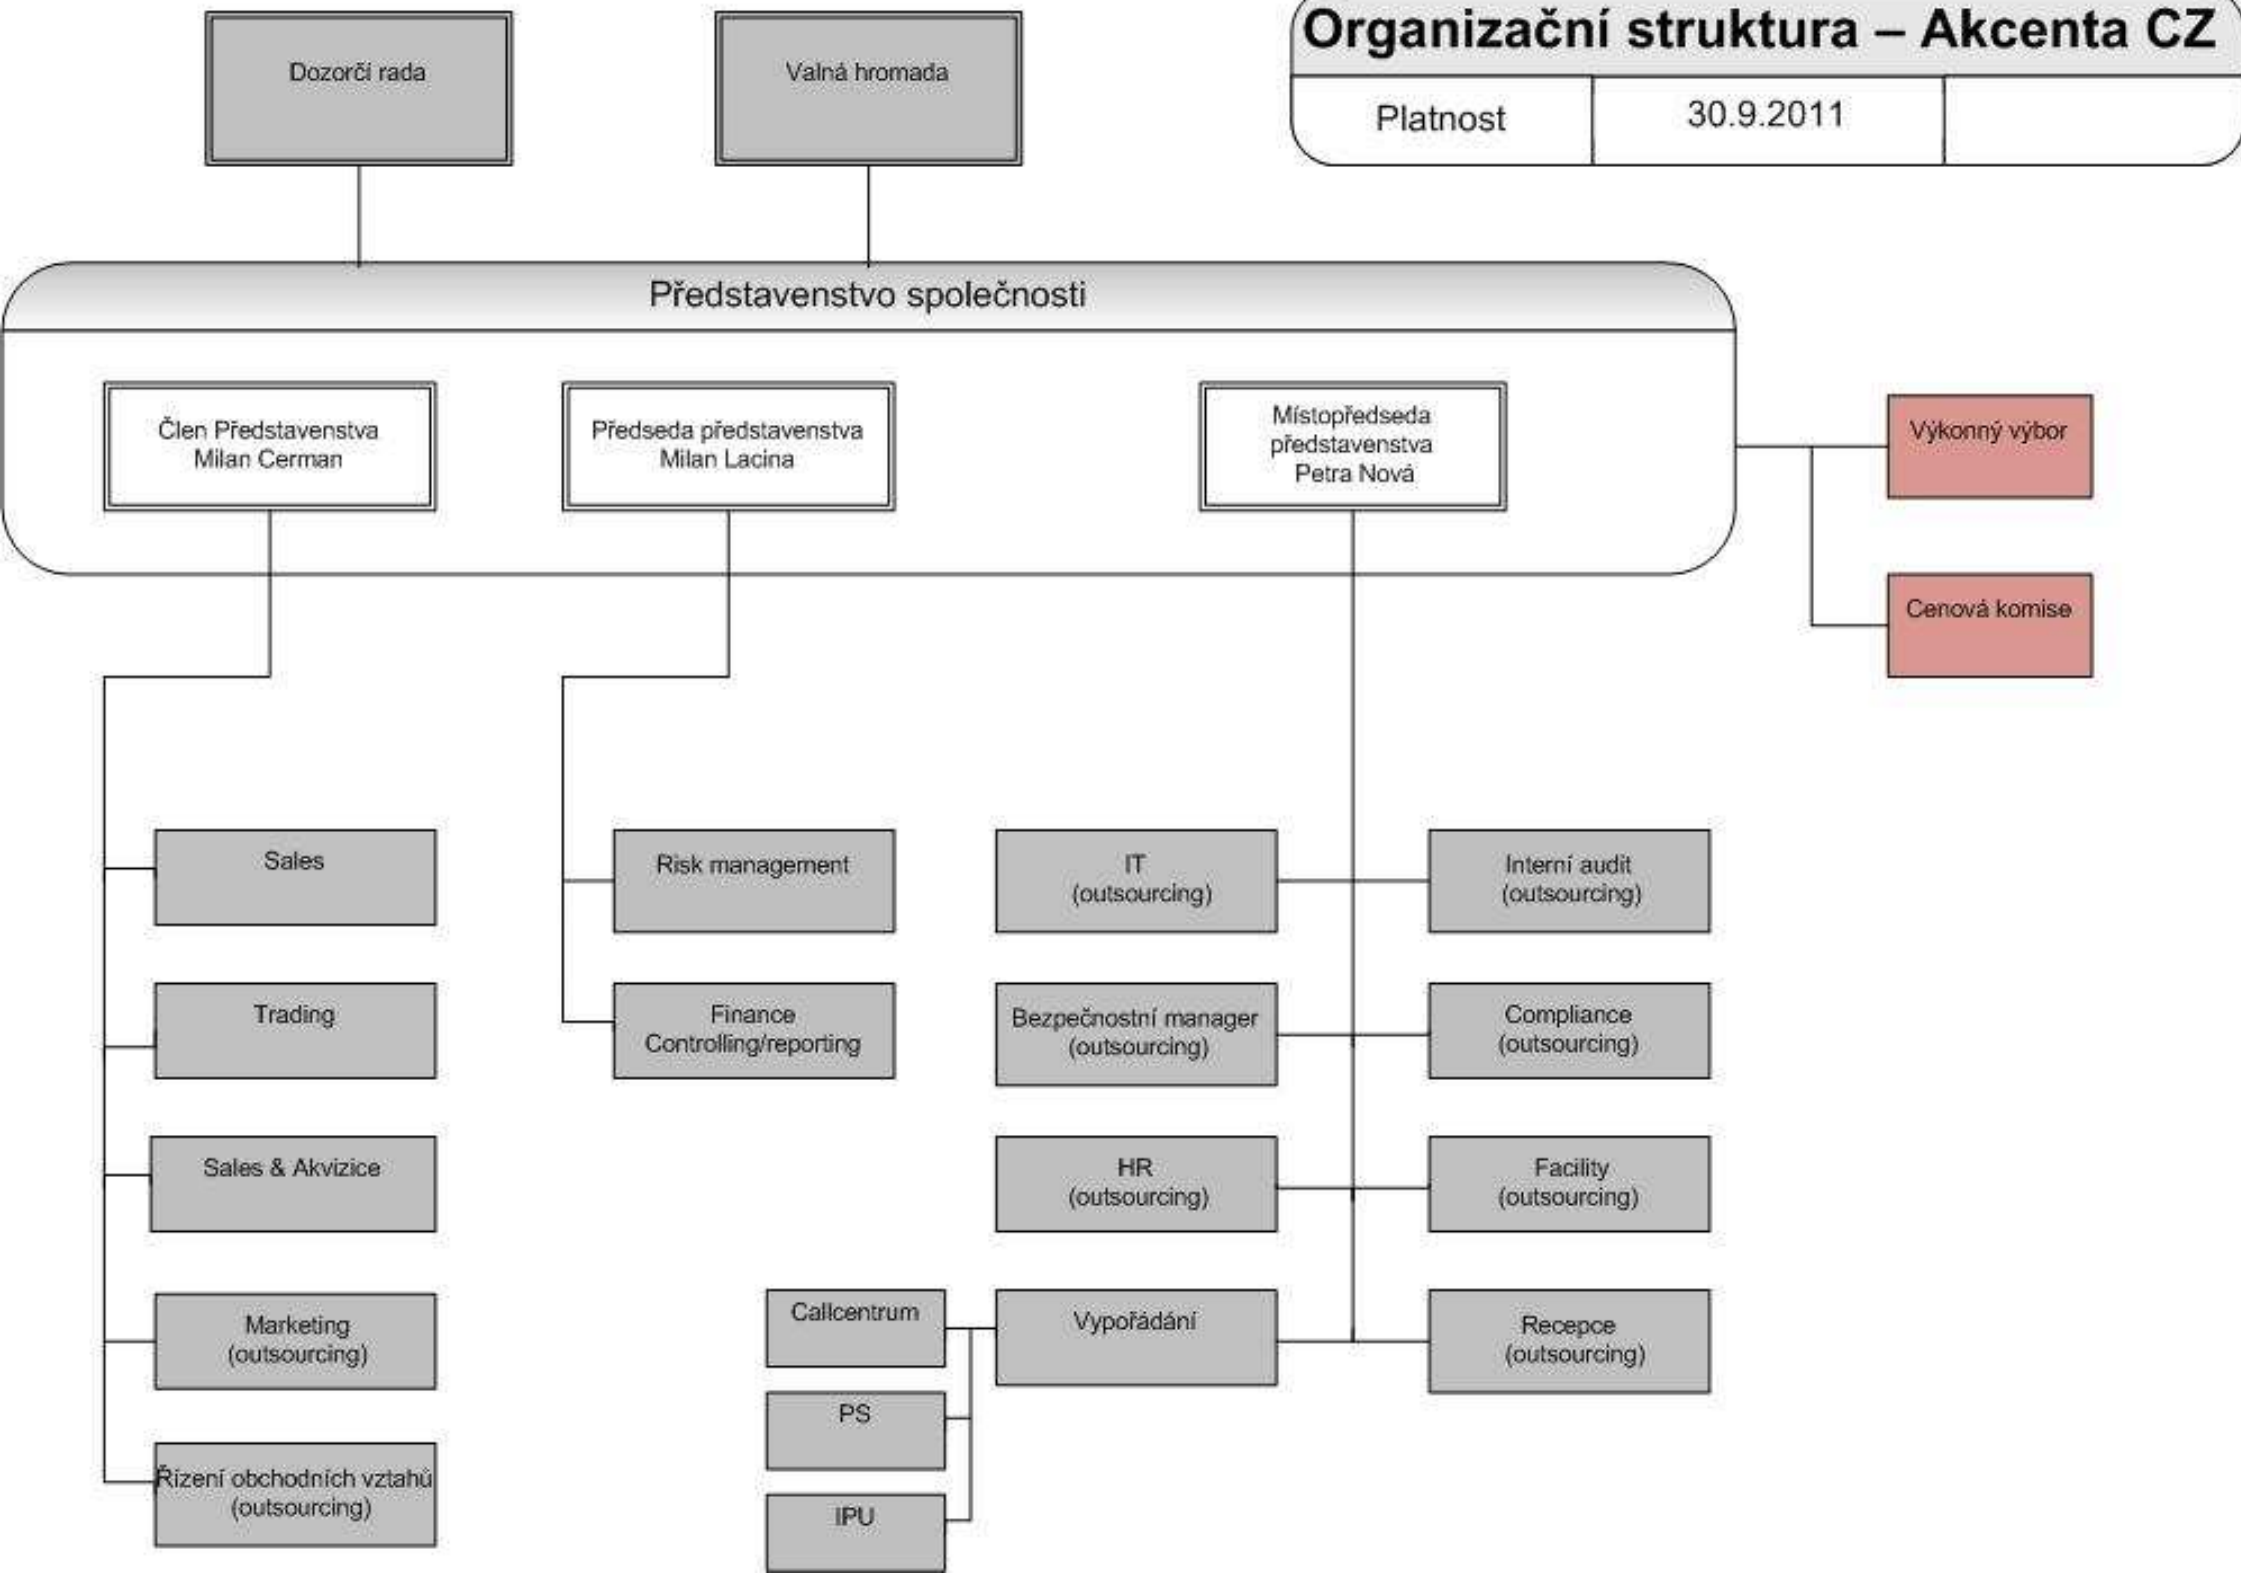 Organizační struktura – Akcenta CZ
Platnost
30.9.2011
Dozorčí rada
Valná hromada
Představenstvo společnosti
Člen Představenstva
Milan Cerman
Předseda představenstva
Milan Lacina
Místopředseda
představenstva
Petra Nová
Výkonný výbor
Cenová komise
Sales
Trading
Sales & Akvizice
Marketing
(outsourcing)
Řízení obchodních vztahů
(outsourcing)
Risk management
Finance
Controlling/reporting
IT
(outsourcing)
Interní audit
(outsourcing)
Bezpečnostní manager
(outsourcing)
Compliance
(outsourcing)
HR
(outsourcing)
Facility
(outsourcing)
Vypořádání
Recepce
(outsourcing)
Callcentrum
PS
IPU